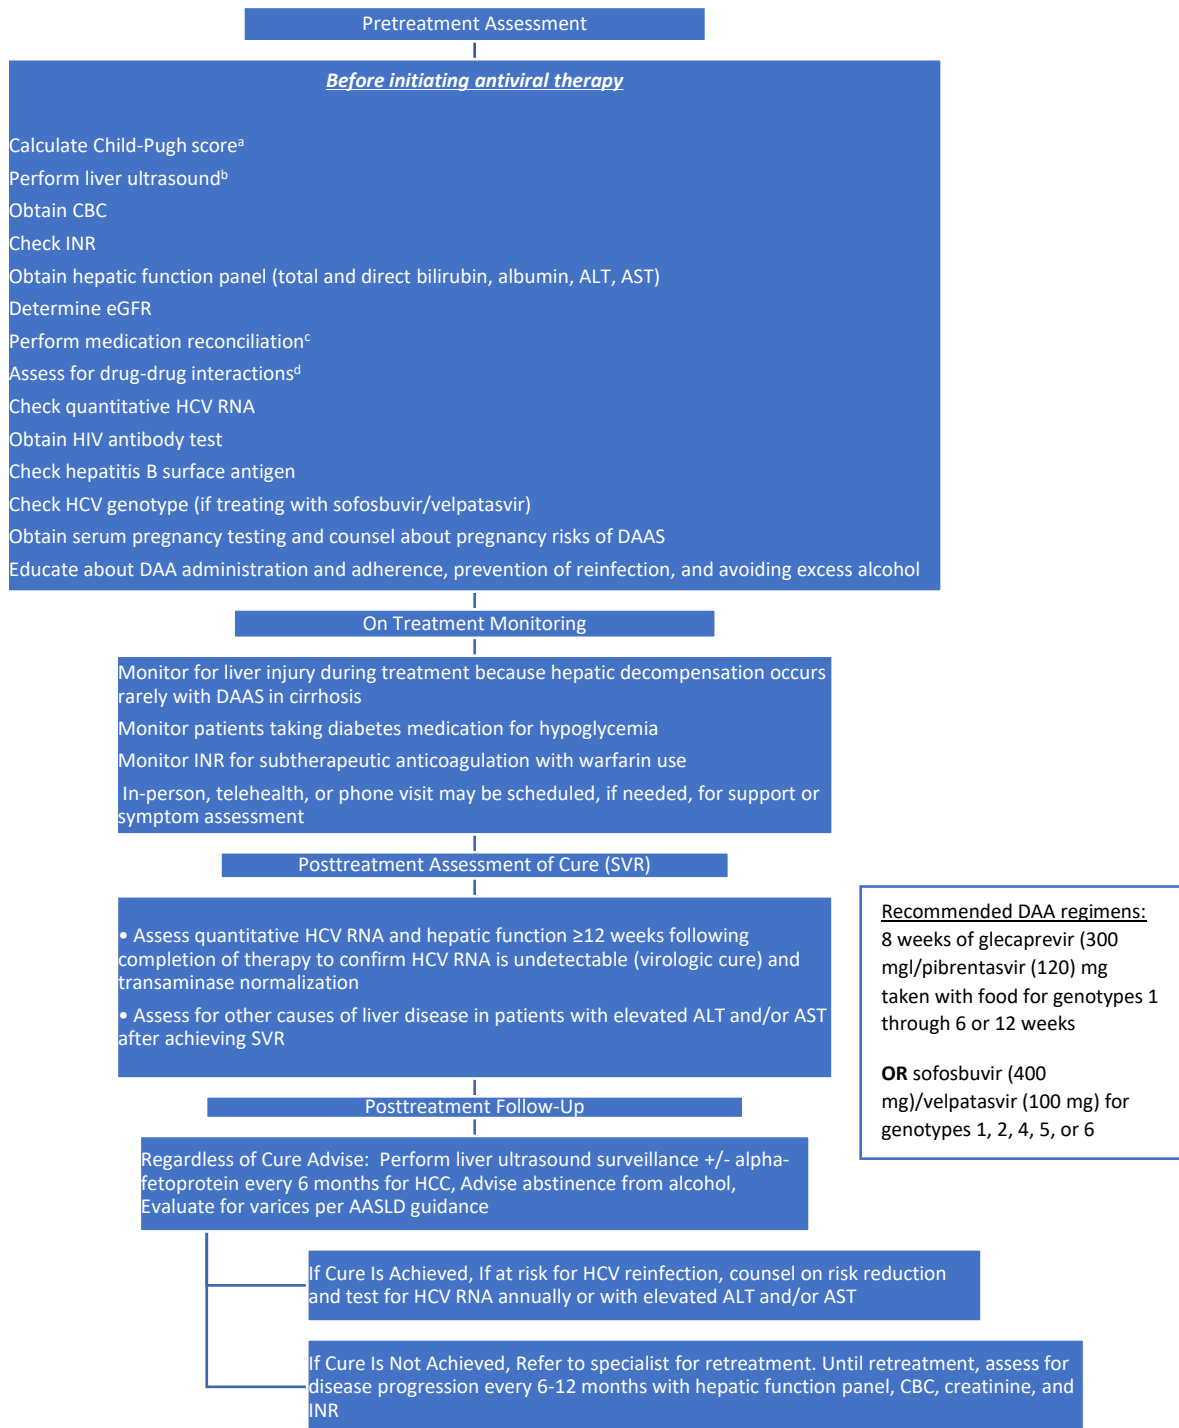 Pretreatment Assessment
Before initiating antiviral therapy
Calculate Child-Pugh scoreᵃ
Perform liver ultrasoundᵇ
Obtain CBC
Check INR
Obtain hepatic function panel (total and direct bilirubin, albumin, ALT, AST)
Determine eGFR
Perform medication reconciliationᶜ
Assess for drug-drug interactionsᵈ
Check quantitative HCV RNA
Obtain HIV antibody test
Check hepatitis B surface antigen
Check HCV genotype (if treating with sofosbuvir/velpatasvir)
Obtain serum pregnancy testing and counsel about pregnancy risks of DAAS
Educate about DAA administration and adherence, prevention of reinfection, and avoiding excess alcohol
On Treatment Monitoring
Monitor for liver injury during treatment because hepatic decompensation occurs
rarely with DAAS in cirrhosis
Monitor patients taking diabetes medication for hypoglycemia
Monitor INR for subtherapeutic anticoagulation with warfarin use
In-person, telehealth, or phone visit may be scheduled, if needed, for support or
symptom assessment
Posttreatment Assessment of Cure (SVR)
• Assess quantitative HCV RNA and hepatic function ≥12 weeks following
completion of therapy to confirm HCV RNA is undetectable (virologic cure) and
transaminase normalization
• Assess for other causes of liver disease in patients with elevated ALT and/or AST
after achieving SVR
Recommended DAA regimens:
8 weeks of glecaprevir (300
mgl/pibrentasvir (120) mg
taken with food for genotypes 1
through 6 or 12 weeks
OR sofosbuvir (400
mg)/velpatasvir (100 mg) for
genotypes 1, 2, 4, 5, or 6
Posttreatment Follow-Up
Regardless of Cure Advise: Perform liver ultrasound surveillance +/- alpha-
fetoprotein every 6 months for HCC, Advise abstinence from alcohol,
Evaluate for varices per AASLD guidance
If Cure Is Achieved, If at risk for HCV reinfection, counsel on risk reduction
and test for HCV RNA annually or with elevated ALT and/or AST
If Cure Is Not Achieved, Refer to specialist for retreatment. Until retreatment, assess for
disease progression every 6-12 months with hepatic function panel, CBC, creatinine, and
INR